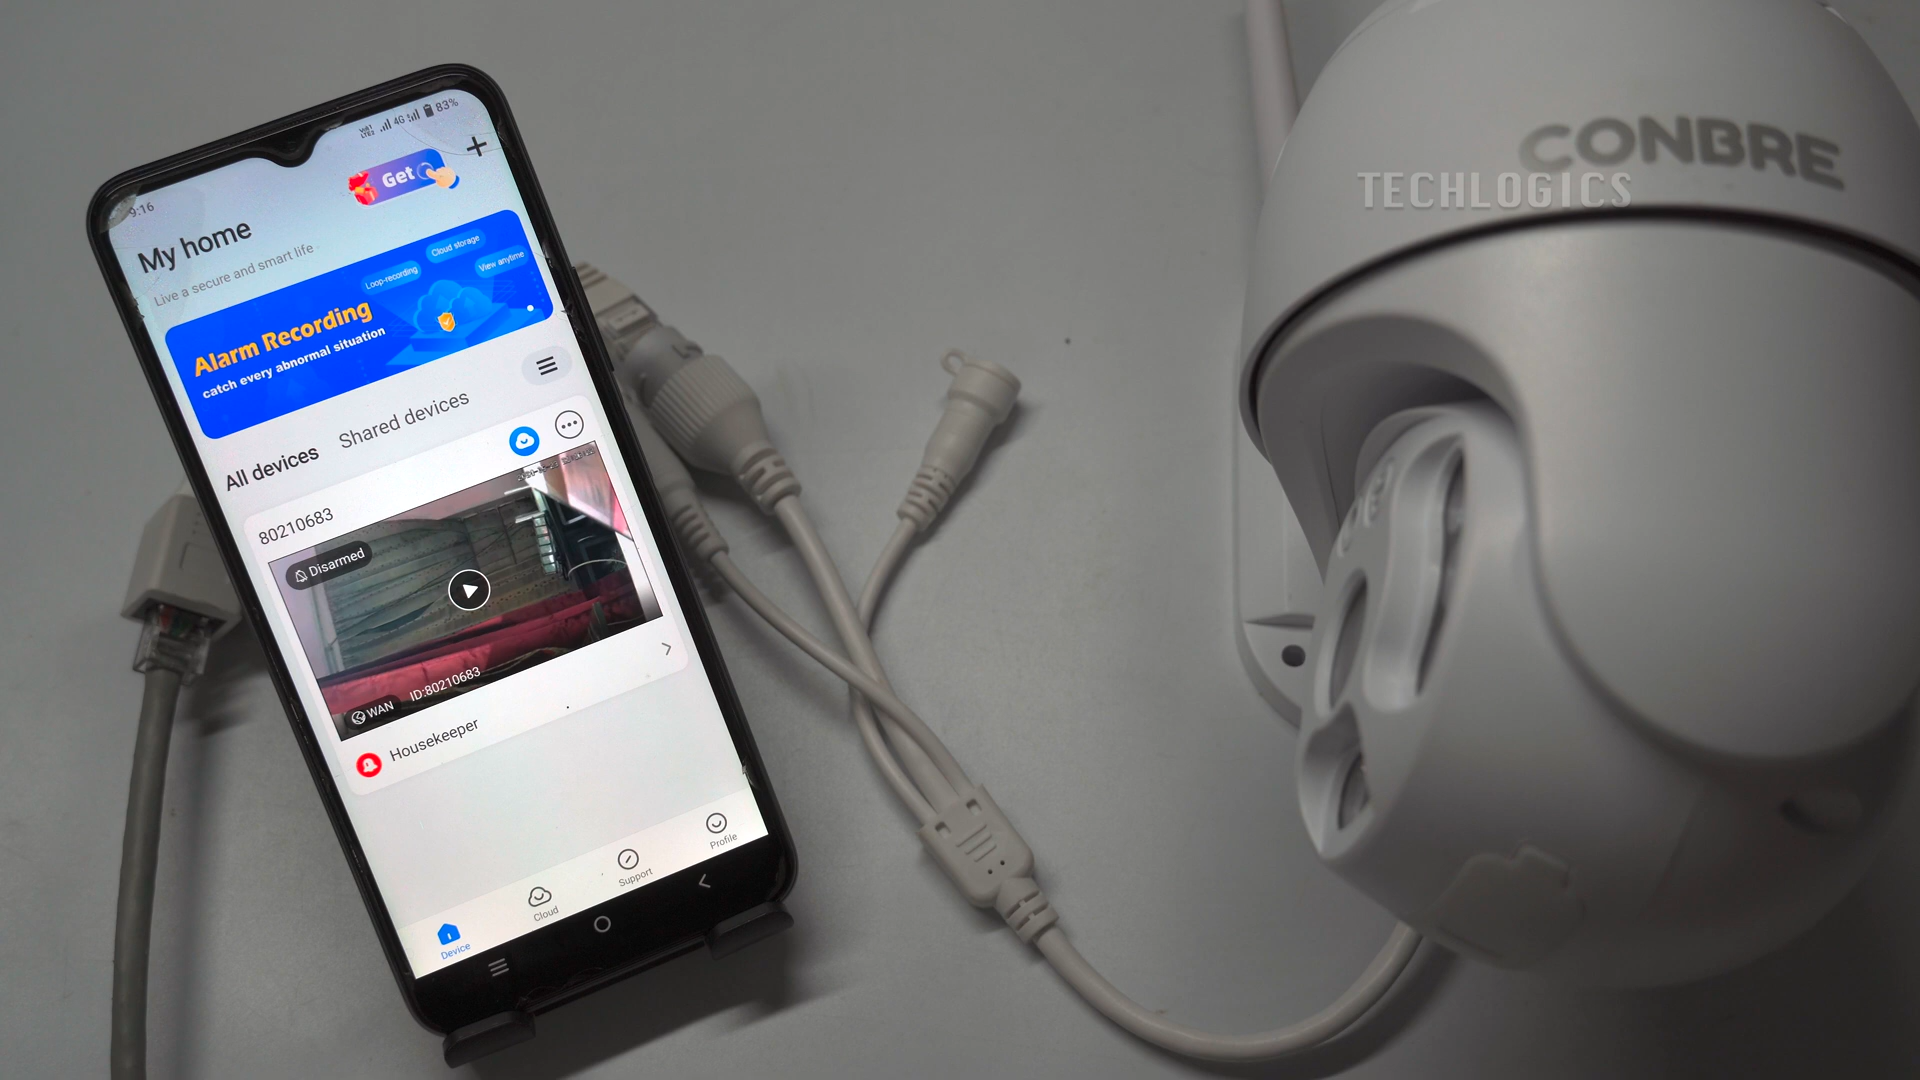 9:16
4G
83%
Get
My home
Live a secure and smart life
Cloud storage
Loop-recording
View anytime
Alarm Recording
catch every abnormal situation
All devices
Shared devices
80210683
Disarmed
WAN
ID:80210683
Housekeeper
Device
Cloud
Support
Profile
CONBRE
TECHLOGICS